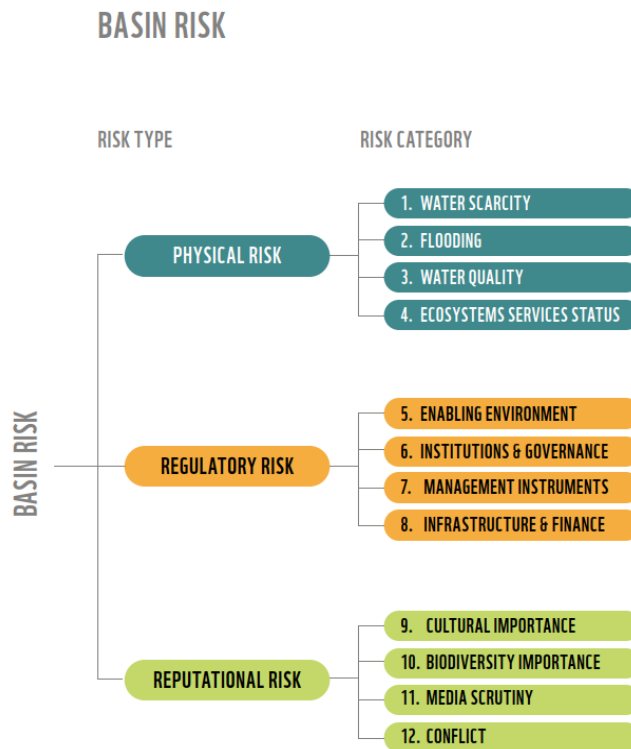 BASIN RISK
RISK TYPE
RISK CATEGORY
BASIN RISK
PHYSICAL RISK
1. WATER SCARCITY
2. FLOODING
3. WATER QUALITY
4. ECOSYSTEMS SERVICES STATUS
REGULATORY RISK
5. ENABLING ENVIRONMENT
6. INSTITUTIONS & GOVERNANCE
7. MANAGEMENT INSTRUMENTS
8. INFRASTRUCTURE & FINANCE
REPUTATIONAL RISK
9. CULTURAL IMPORTANCE
10. BIODIVERSITY IMPORTANCE
11. MEDIA SCRUTINY
12. CONFLICT